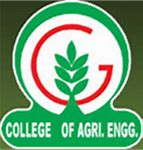 G
COLLEGE OF AGRI. ENGG.